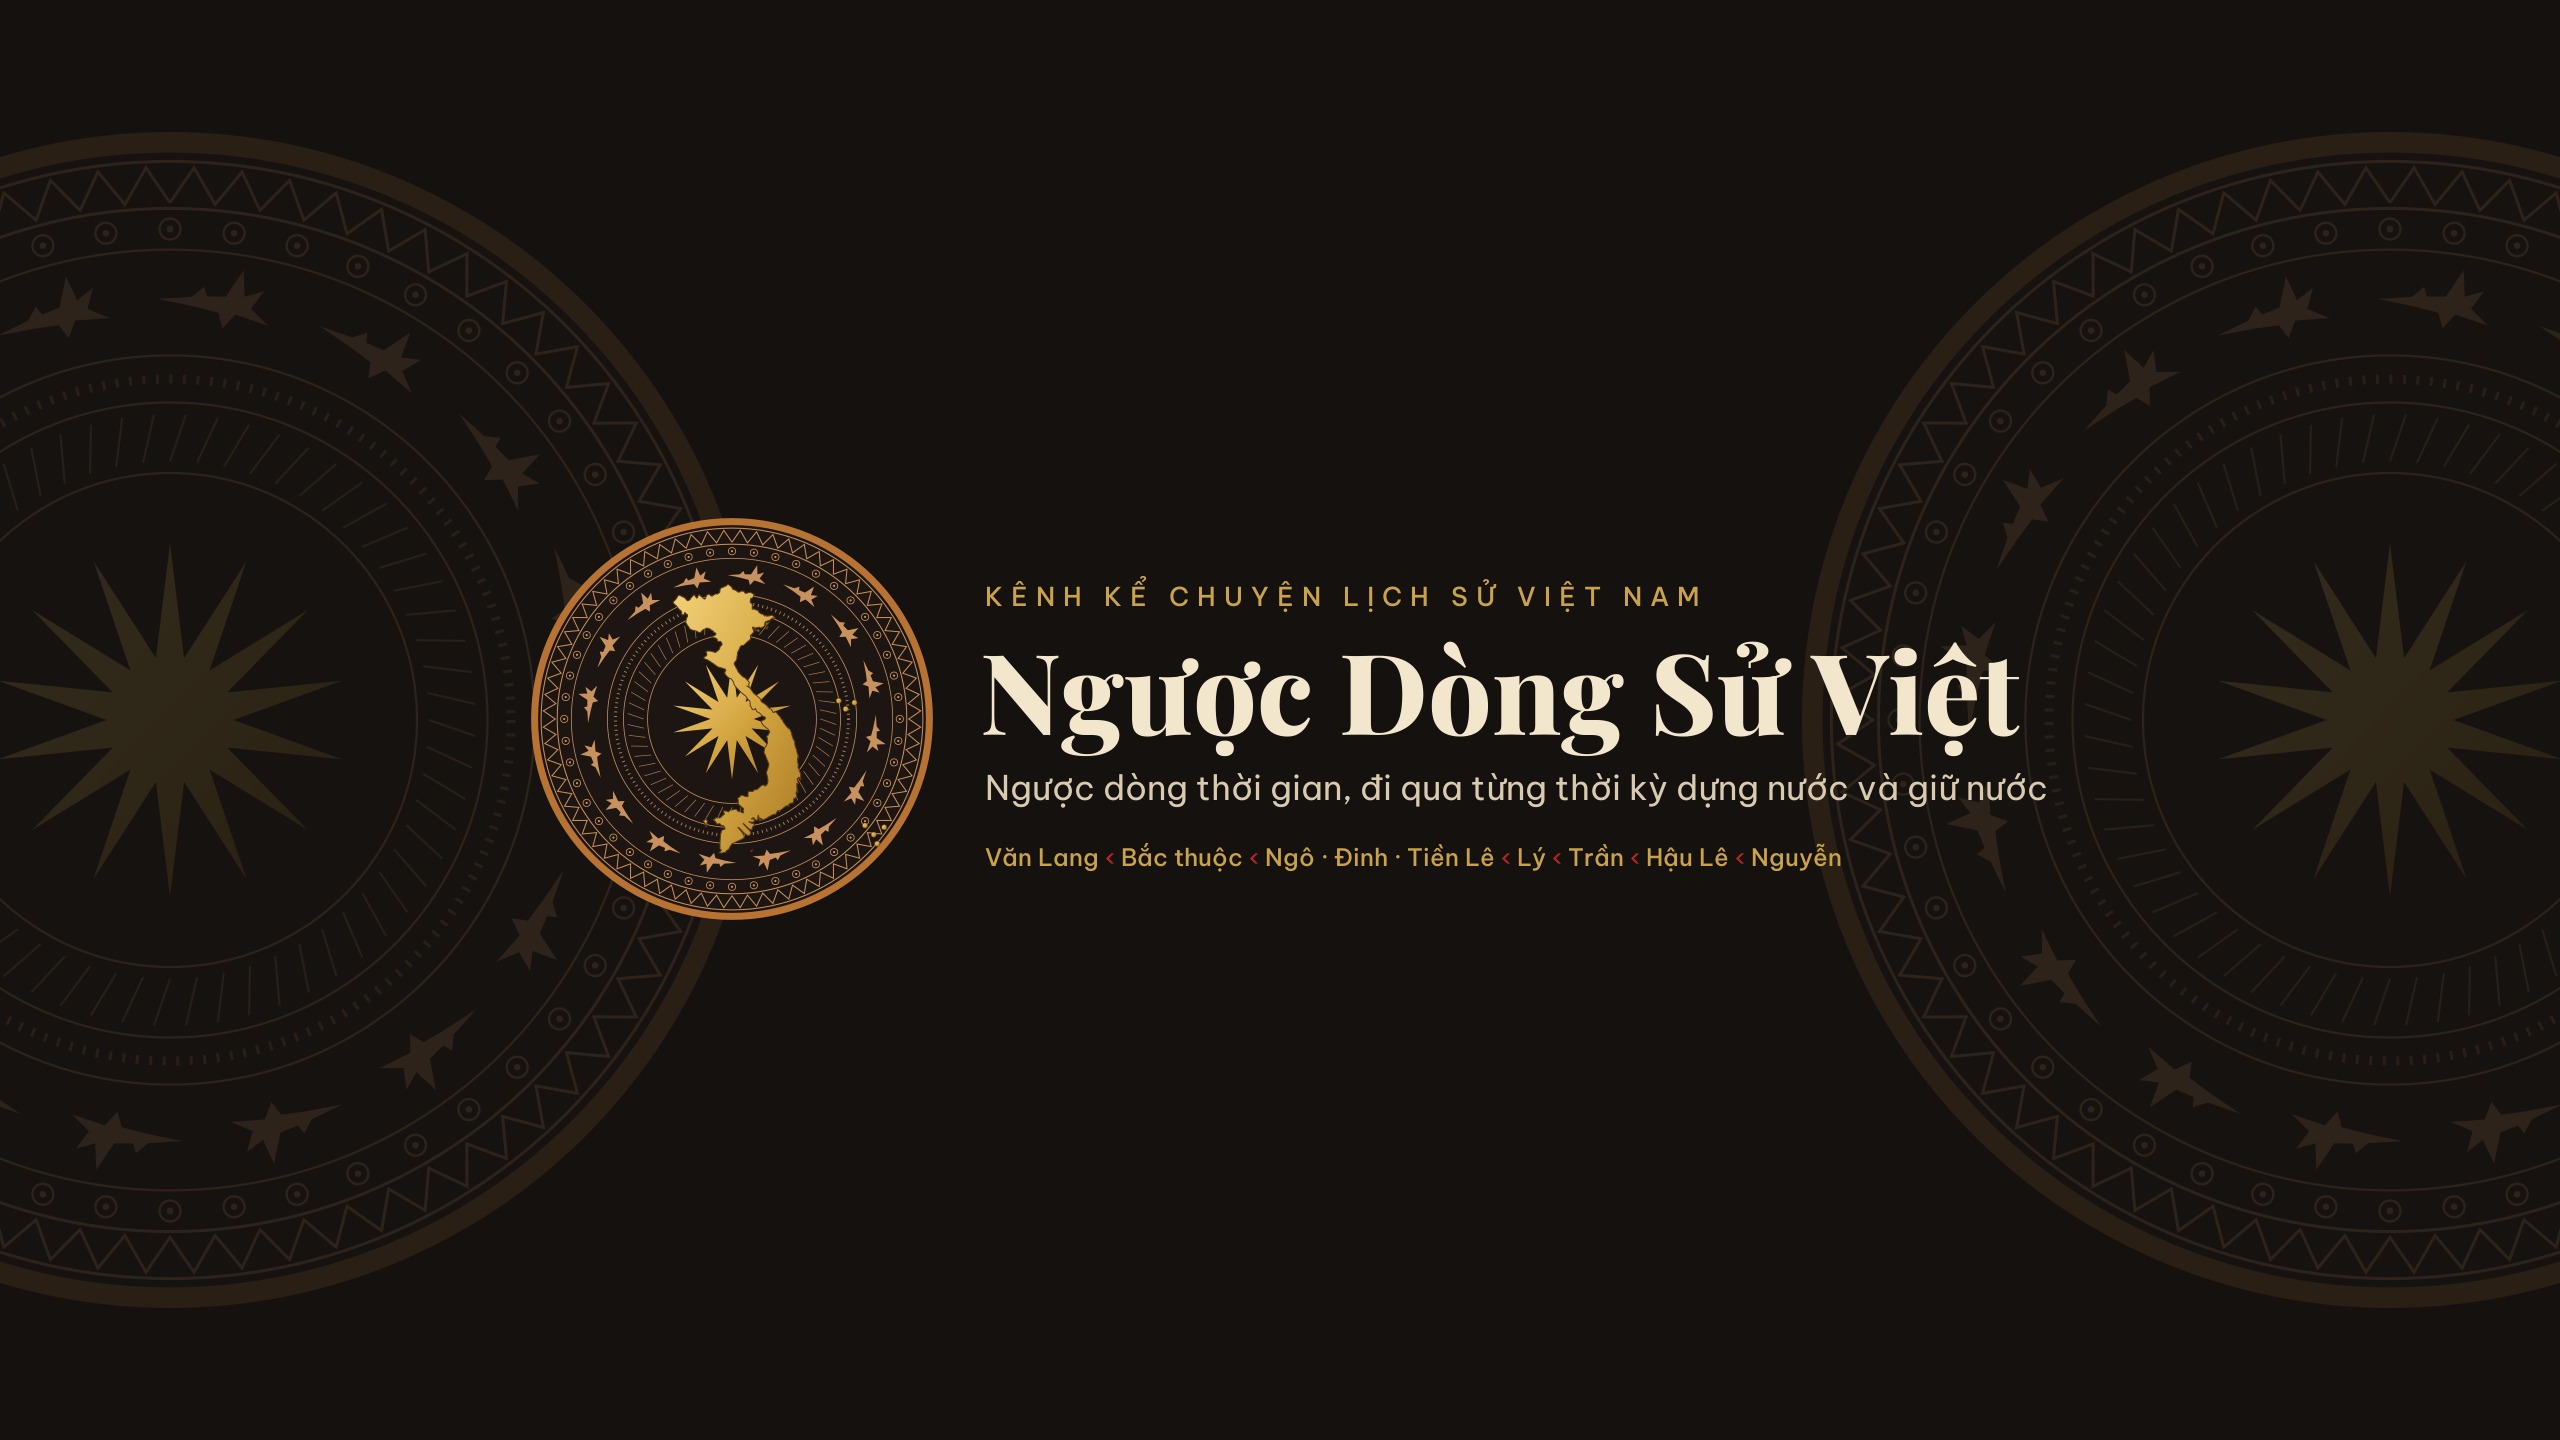 KÊNH KỂ CHUYỆN LỊCH SỬ VIỆT NAM
Ngược Dòng Sử Việt
Ngược dòng thời gian, đi qua từng thời kỳ dựng nước và giữ nước
Văn Lang ‹ Bắc thuộc ‹ Ngô · Đinh · Tiền Lê ‹ Lý ‹ Trần ‹ Hậu Lê ‹ Nguyễn